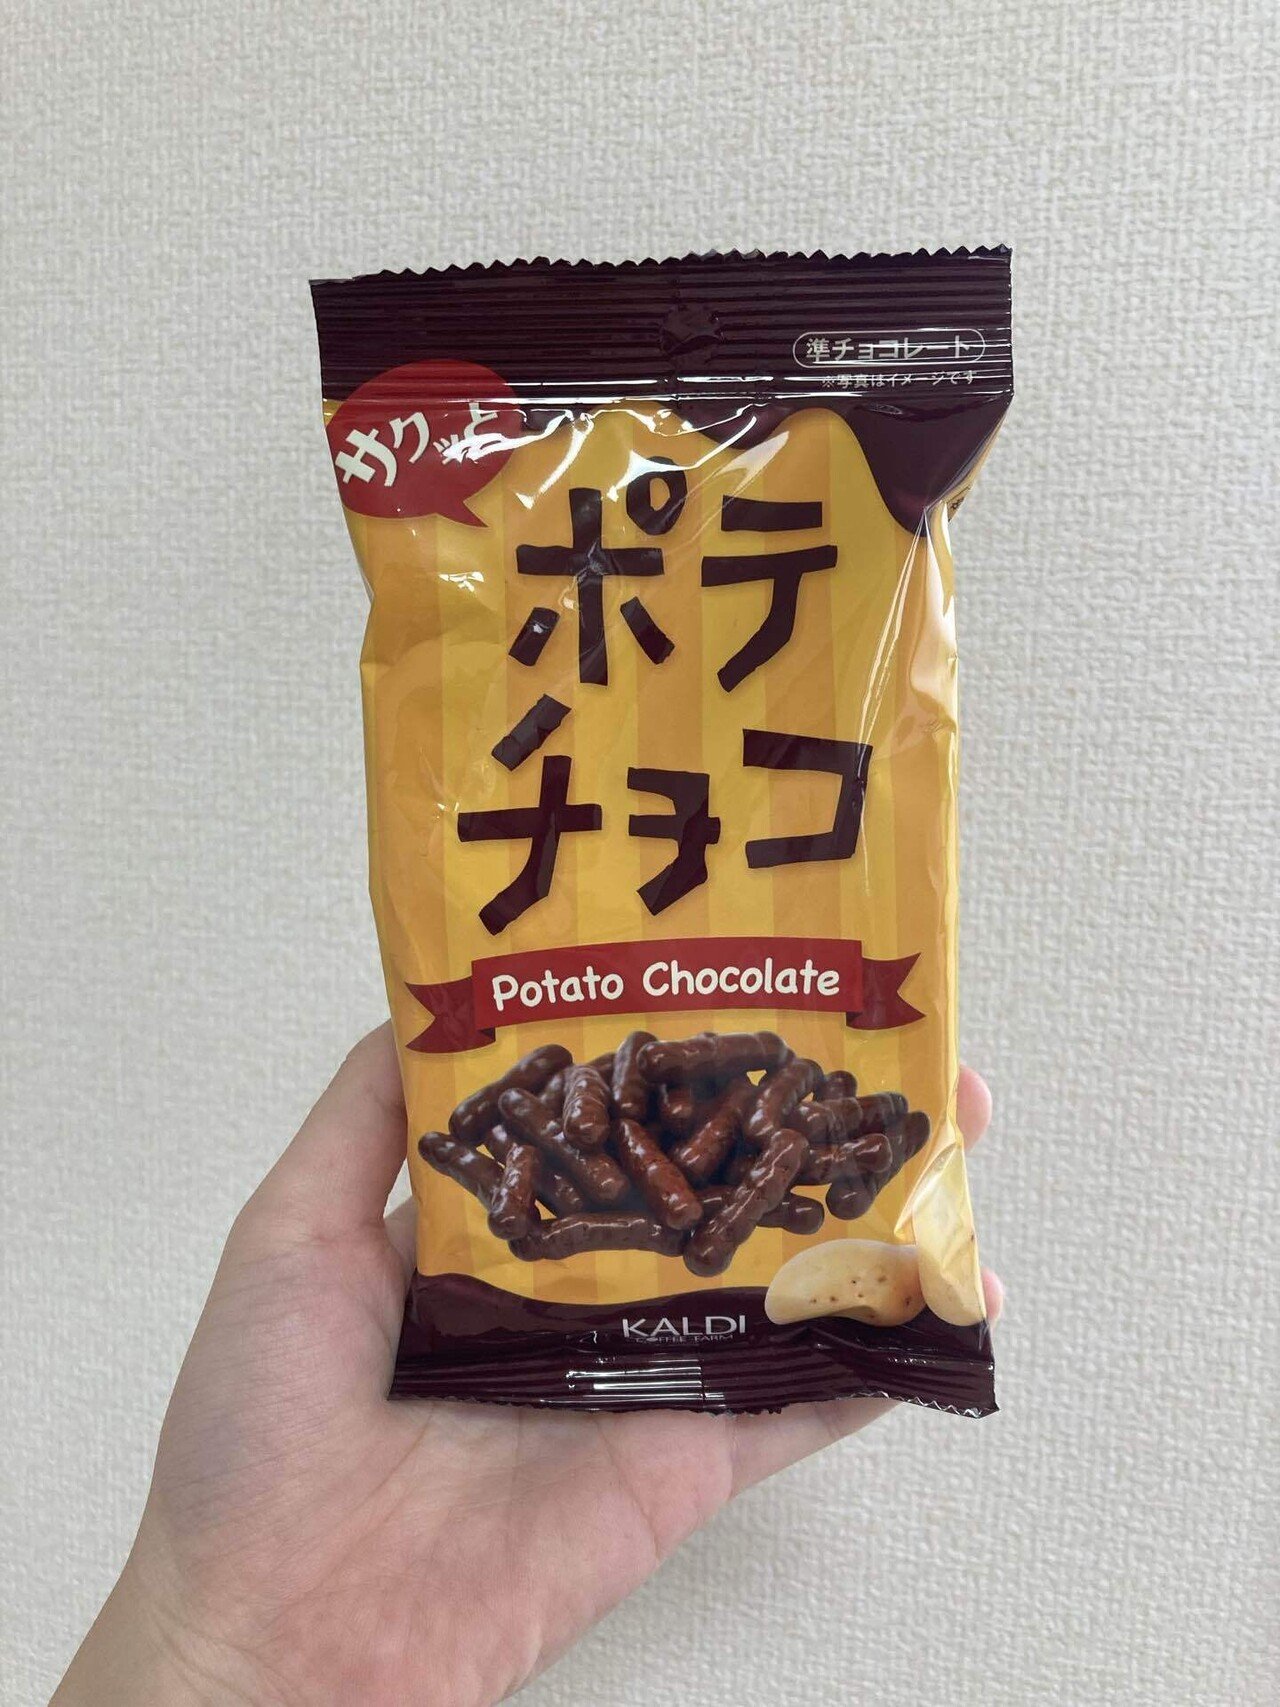 準チョコレート
※写真はイメージです
サクッと
ポテ
チョコ
Potato Chocolate
KALDI
COFFEE FARM